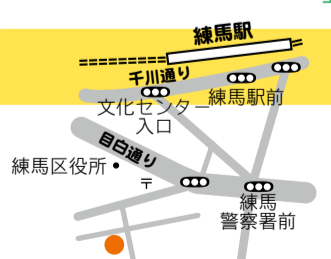 練馬駅
千川通り
文化センター
入口
練馬駅前
目白通り
練馬区役所
〒
練馬
警察署前